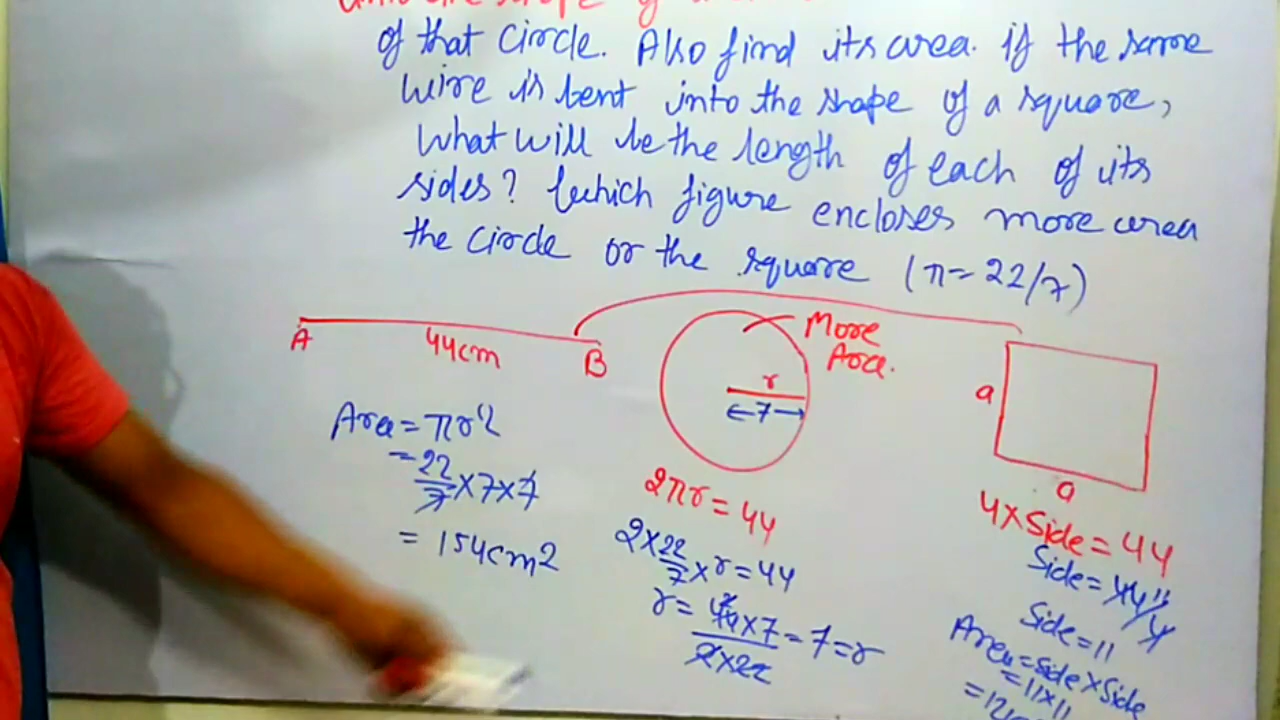 of that circle. Also find its area. if the same
wire is bent into the shape of a square,
What will be the length of each of its
sides? Which figure encloses more area
the circle or the square (π=22/7)
A 44cm B
More
Area.
r
7
a
a
Area=πr²
=22/7×7×7
= 154cm²
2πr=44
2×22/7×r=44
r= 44×7/2×22=7=r
4×Side=44
Side=44/4 11
Side=11
Area=Side×Side
=11×11